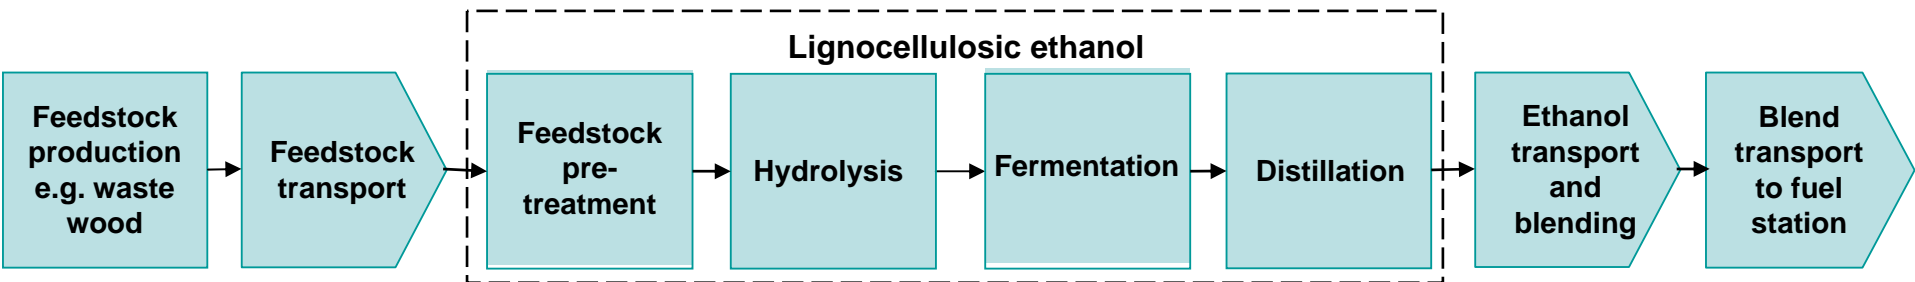 Lignocellulosic ethanol
Feedstock
production
e.g. waste
wood
Feedstock
transport
Feedstock
pre-
treatment
Hydrolysis
Fermentation
Distillation
Ethanol
transport
and
blending
Blend
transport
to fuel
station